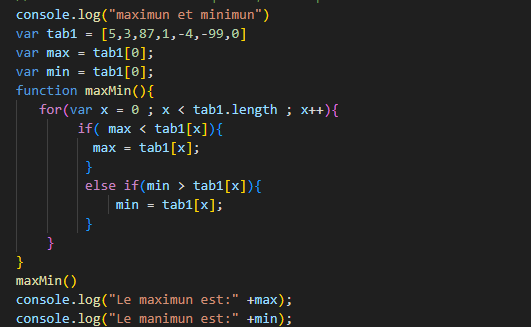 console.log("maximun et minimun")
var tab1 = [5,3,87,1,-4,-99,0]
var max = tab1[0];
var min = tab1[0];
function maxMin(){
for(var x = 0 ; x < tab1.length ; x++){
if( max < tab1[x]){
max = tab1[x];
}
else if(min > tab1[x]){
min = tab1[x];
}
}
}
maxMin()
console.log("Le maximun est:" +max);
console.log("Le manimun est:" +min);